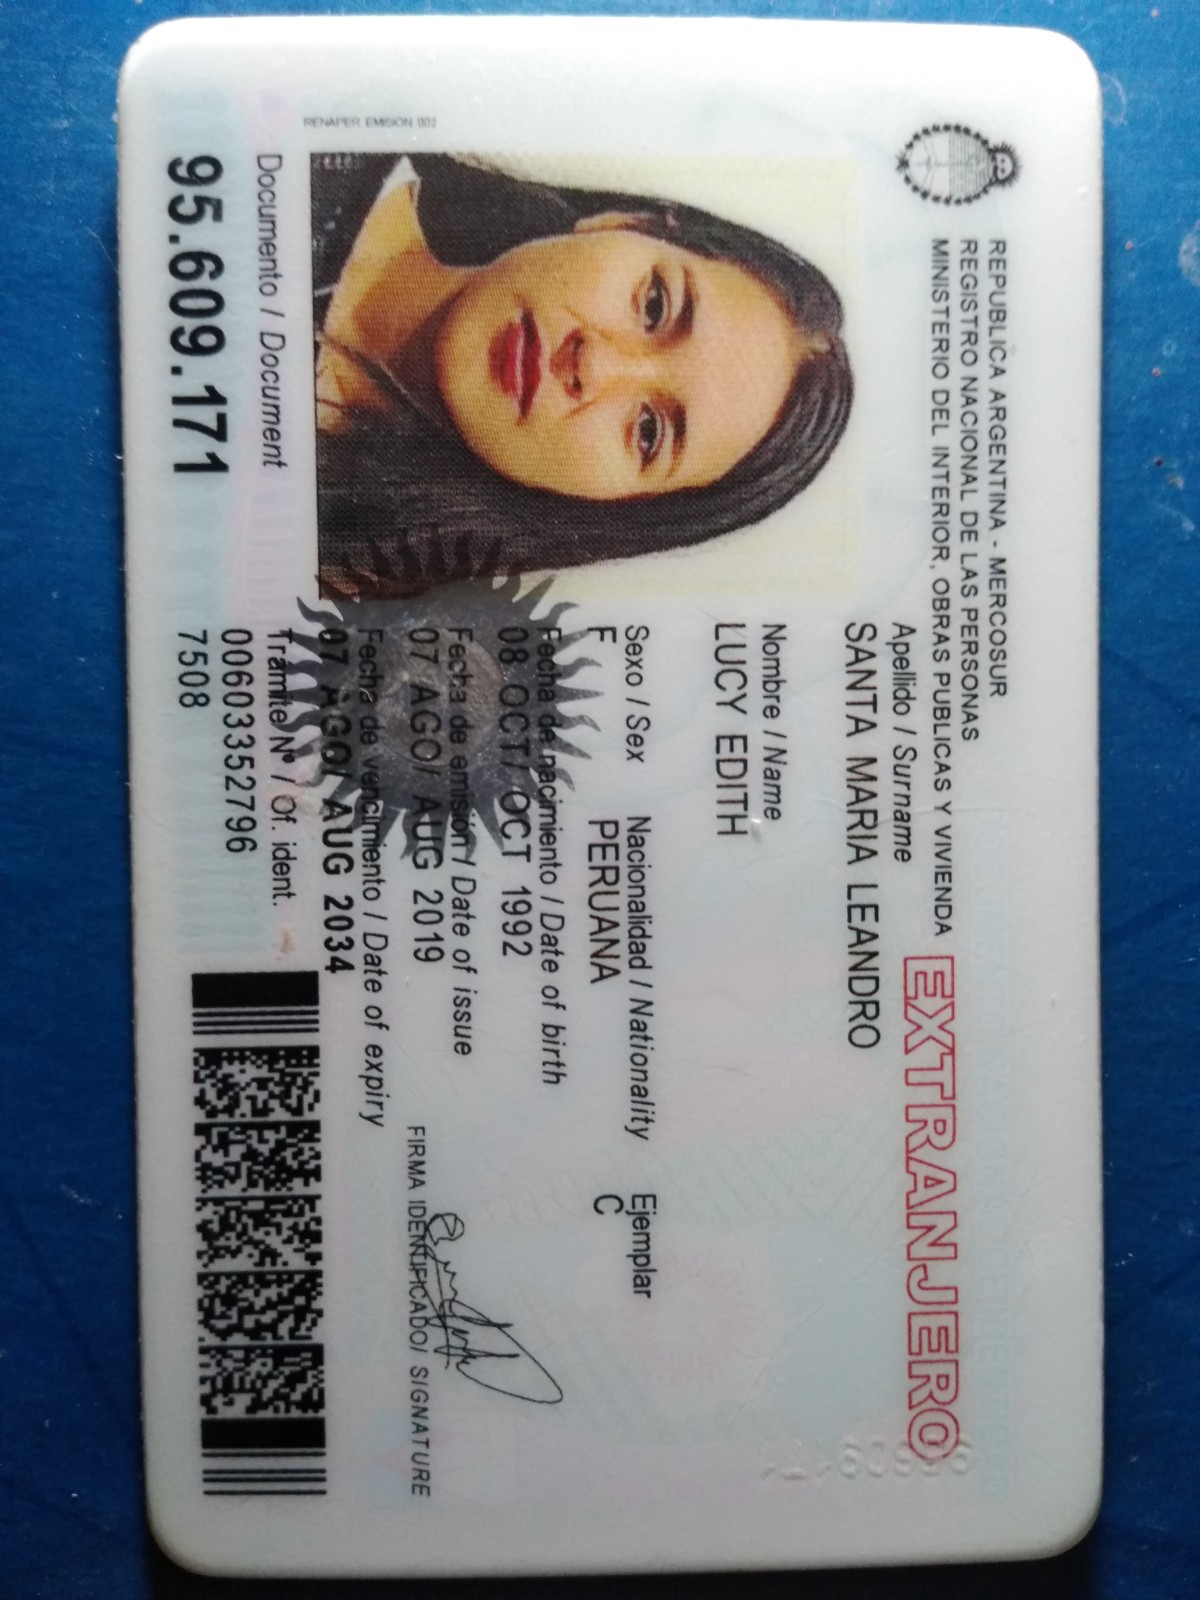 REPUBLICA ARGENTINA - MERCOSUR
REGISTRO NACIONAL DE LAS PERSONAS
MINISTERIO DEL INTERIOR, OBRAS PUBLICAS Y VIVIENDA
EXTRANJERO
Apellido / Surname
SANTA MARIA LEANDRO
Nombre / Name
LUCY EDITH
Sexo / Sex Nacionalidad / Nationality Ejemplar
F PERUANA C
Fecha de nacimiento / Date of birth
08 OCT/ OCT 1992
Fecha de emisión / Date of issue
07 AGO/ AUG 2019
FIRMA IDENTIFICADO/ SIGNATURE
Fecha de vencimiento / Date of expiry
07 AGO/ AUG 2034
RENAPER EMISION 002
Documento / Document
95.609.171
Trámite Nº / Of. ident.
00603352796
7508